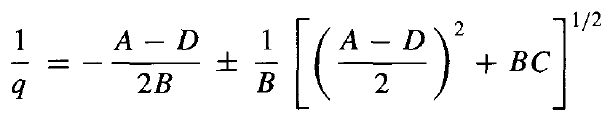 1/q = - (A - D)/(2B) ± (1/B) [ ( (A - D)/2 )² + BC ]^{1/2}